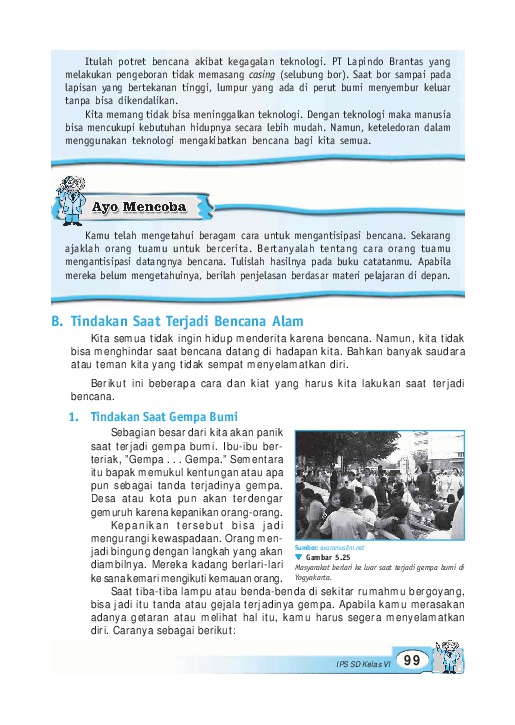 Itulah potret bencana akibat kegagalan teknologi. PT Lapindo Brantas yang
melakukan pengeboran tidak memasang casing (selubung bor). Saat bor sampai pada
lapisan yang bertekanan tinggi, lumpur yang ada di perut bumi menyembur keluar
tanpa bisa dikendalikan.
Kita memang tidak bisa meninggalkan teknologi. Dengan teknologi maka manusia
bisa mencukupi kebutuhan hidupnya secara lebih mudah. Namun, keteledoran dalam
menggunakan teknologi mengakibatkan bencana bagi kita semua.
Ayo Mencoba
Kamu telah mengetahui beragam cara untuk mengantisipasi bencana. Sekarang
ajaklah orang tuamu untuk bercerita. Bertanyalah tentang cara orang tuamu
mengantisipasi datangnya bencana. Tulislah hasilnya pada buku catatanmu. Apabila
mereka belum mengetahuinya, berilah penjelasan berdasar materi pelajaran di depan.
B. Tindakan Saat Terjadi Bencana Alam
Kita semua tidak ingin hidup menderita karena bencana. Namun, kita tidak
bisa menghindar saat bencana datang di hadapan kita. Bahkan banyak saudara
atau teman kita yang tidak sempat menyelamatkan diri.
Berikut ini beberapa cara dan kiat yang harus kita lakukan saat terjadi
bencana.
1. Tindakan Saat Gempa Bumi
Sebagian besar dari kita akan panik
saat terjadi gempa bumi. Ibu-ibu ber-
teriak, "Gempa . . . Gempa." Sementara
itu bapak memukul kentungan atau apa
pun sebagai tanda terjadinya gempa.
Desa atau kota pun akan terdengar
gemuruh karena kepanikan orang-orang.
Kepanikan tersebut bisa jadi
mengurangi kewaspadaan. Orang men-
jadi bingung dengan langkah yang akan
diambilnya. Mereka kadang berlari-lari
ke sana kemari mengikuti kemauan orang.
Sumber: swaramuslim.net
Gambar 5.25
Masyarakat berlari ke luar saat terjadi gempa bumi di
Yogyakarta.
Saat tiba-tiba lampu atau benda-benda di sekitar rumahmu bergoyang,
bisa jadi itu tanda atau gejala terjadinya gempa. Apabila kamu merasakan
adanya getaran atau melihat hal itu, kamu harus segera menyelamatkan
diri. Caranya sebagai berikut:
IPS SD Kelas VI 99